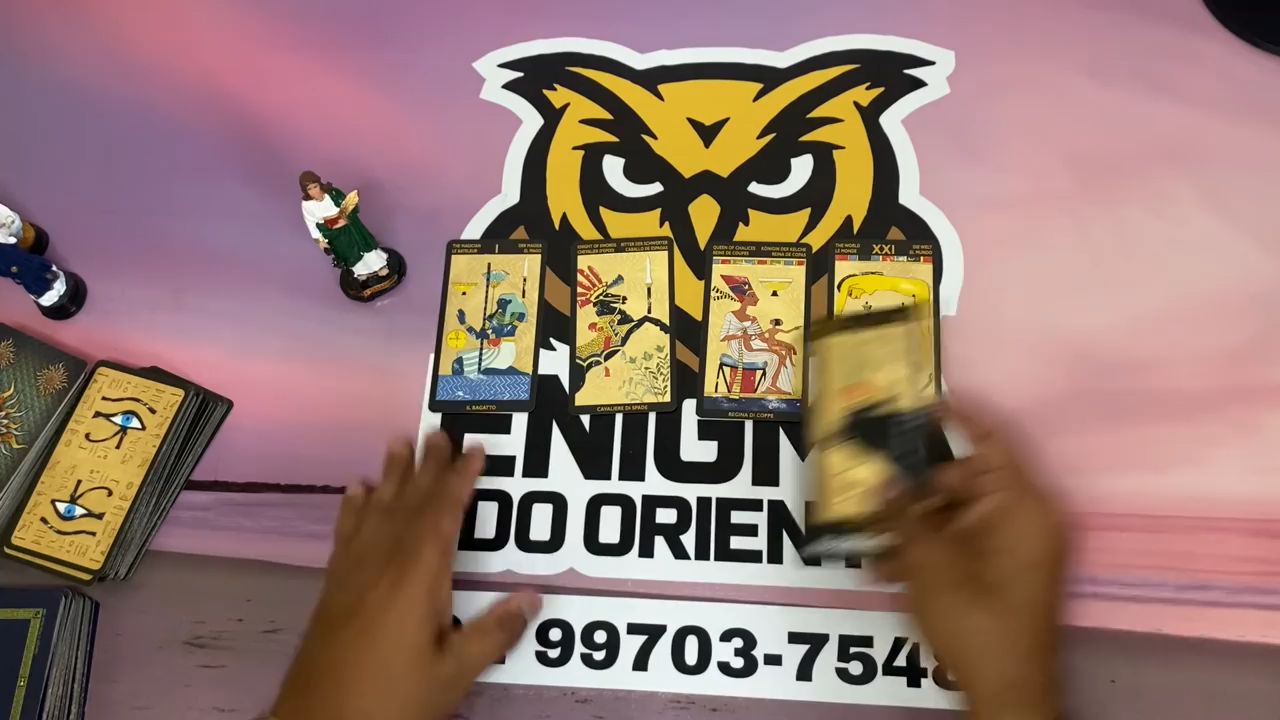 THE MAGICIAN
LE BATELEUR
I
DER MAGIER
EL MAGO
IL BAGATTO
KNIGHT OF SWORDS
CHEVALIER D'EPEES
RITTER DER SCHWERTER
CABALLO DE ESPADAS
CAVALIERE DI SPADE
QUEEN OF CHALICES
REINE DE COUPES
KÖNIGIN DER KELCHE
REINA DE COPAS
REGINA DI COPPE
THE WORLD
LE MONDE
XXI
DIE WELT
EL MUNDO
ENIGM
DO ORIEN
99703-7548